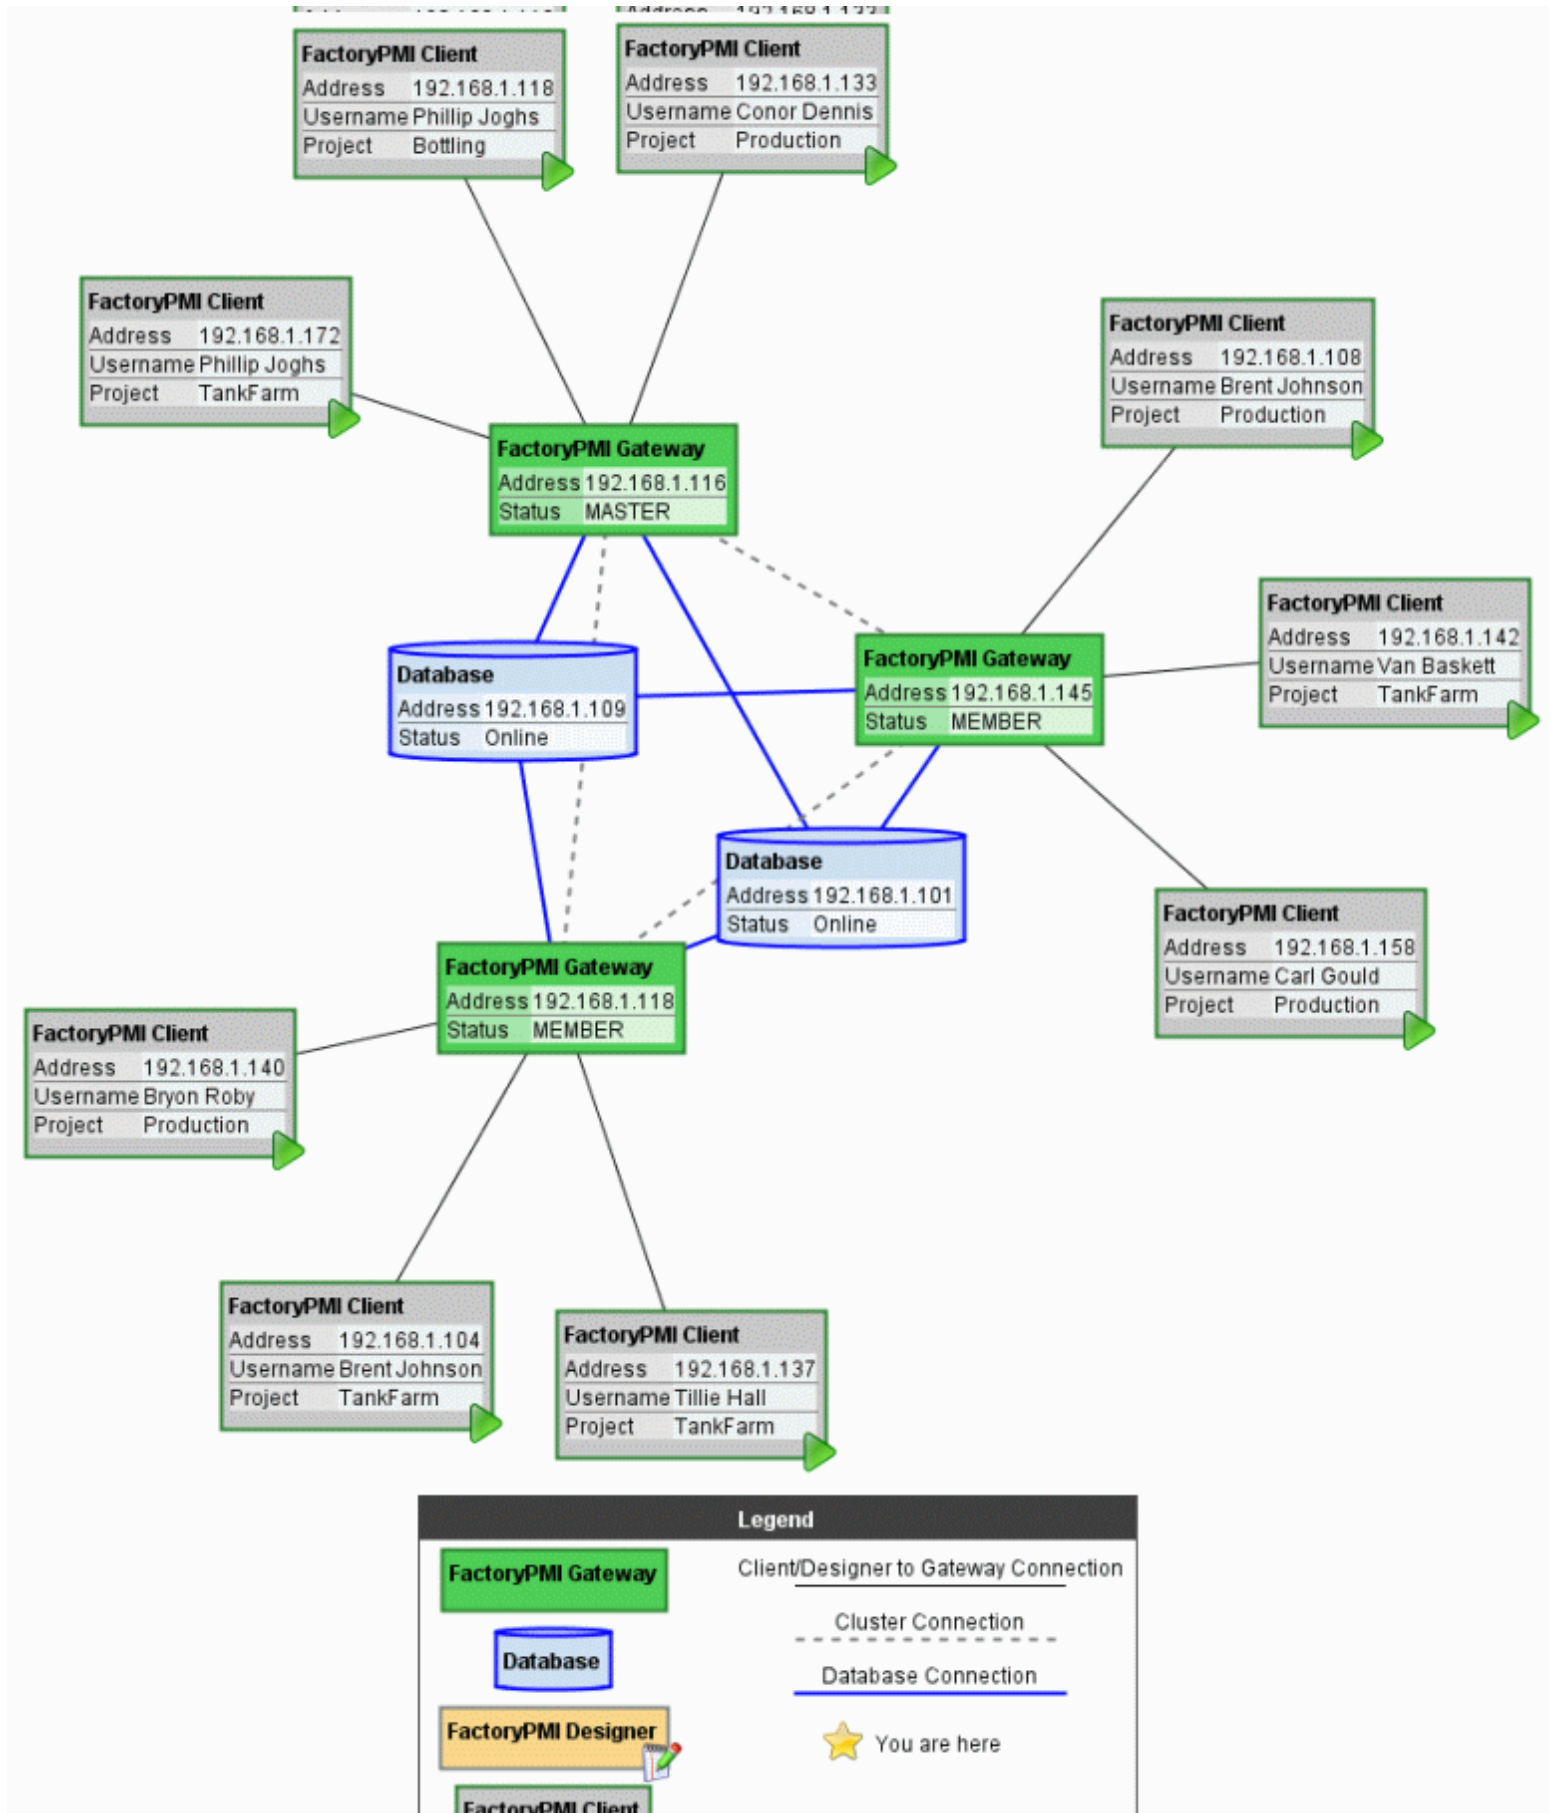 FactoryPMI Client
Address 192.168.1.118
Username Phillip Joghs
Project Bottling
FactoryPMI Client
Address 192.168.1.133
Username Conor Dennis
Project Production
FactoryPMI Client
Address 192.168.1.172
Username Phillip Joghs
Project TankFarm
FactoryPMI Client
Address 192.168.1.108
Username Brent Johnson
Project Production
FactoryPMI Gateway
Address 192.168.1.116
Status MASTER
FactoryPMI Client
Address 192.168.1.142
Username Van Baskett
Project TankFarm
FactoryPMI Gateway
Address 192.168.1.145
Status MEMBER
Database
Address 192.168.1.109
Status Online
Database
Address 192.168.1.101
Status Online
FactoryPMI Client
Address 192.168.1.158
Username Carl Gould
Project Production
FactoryPMI Gateway
Address 192.168.1.118
Status MEMBER
FactoryPMI Client
Address 192.168.1.140
Username Bryon Roby
Project Production
FactoryPMI Client
Address 192.168.1.104
Username Brent Johnson
Project TankFarm
FactoryPMI Client
Address 192.168.1.137
Username Tillie Hall
Project TankFarm
Legend
FactoryPMI Gateway
Client/Designer to Gateway Connection
Cluster Connection
Database
Database Connection
FactoryPMI Designer
You are here
FactoryPMI Client